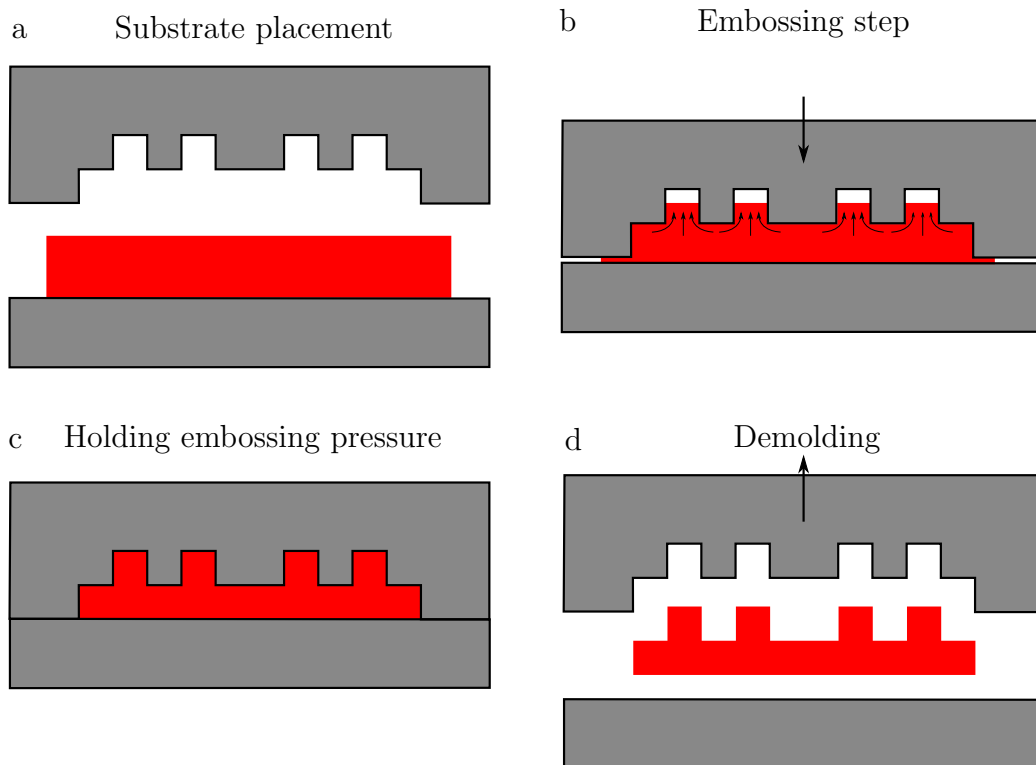 a Substrate placement
b Embossing step
c Holding embossing pressure
d Demolding